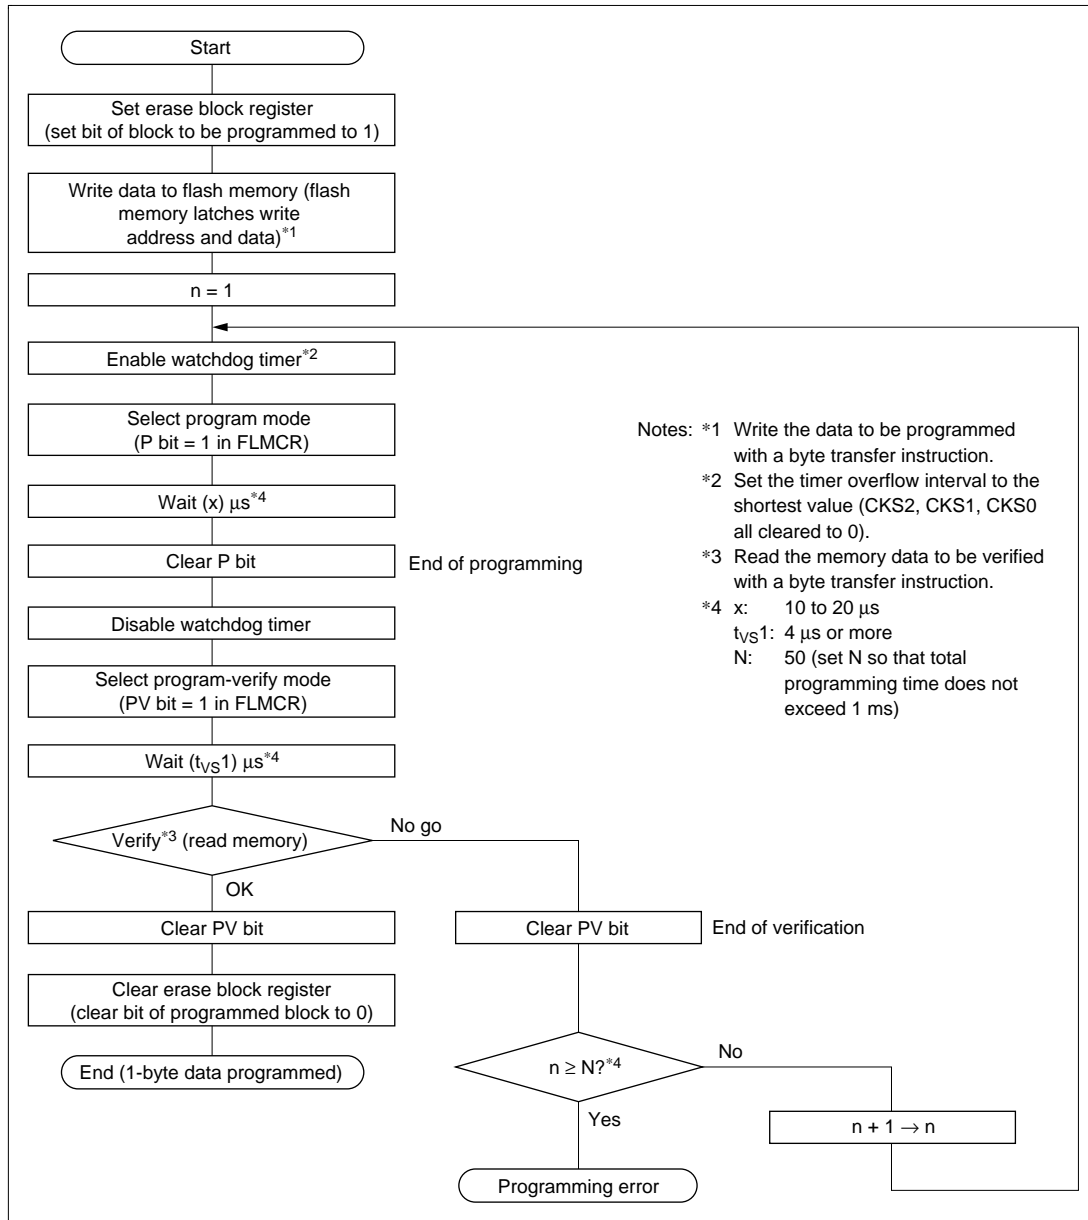 Start
Set erase block register
(set bit of block to be programmed to 1)
Write data to flash memory (flash
memory latches write
address and data)*1
n = 1
Enable watchdog timer*2
Select program mode
(P bit = 1 in FLMCR)
Wait (x) μs*4
Clear P bit
End of programming
Disable watchdog timer
Select program-verify mode
(PV bit = 1 in FLMCR)
Wait (tVS1) μs*4
Verify*3 (read memory)
No go
OK
Clear PV bit
Clear erase block register
(clear bit of programmed block to 0)
End (1-byte data programmed)
Clear PV bit
End of verification
n ≥ N?*4
No
Yes
n + 1 → n
Programming error
Notes: *1 Write the data to be programmed
with a byte transfer instruction.
*2 Set the timer overflow interval to the
shortest value (CKS2, CKS1, CKS0
all cleared to 0).
*3 Read the memory data to be verified
with a byte transfer instruction.
*4 x: 10 to 20 μs
tVS1: 4 μs or more
N: 50 (set N so that total
programming time does not
exceed 1 ms)